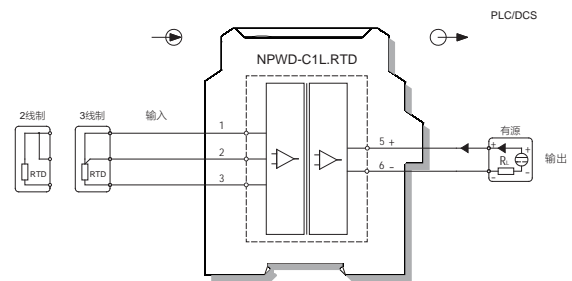 PLC/DCS
NPWD-C1L.RTD
2线制
3线制
输入
有源
输出
1
2
3
5 +
6 −
RTD
RTD
+
+
RL
−
−